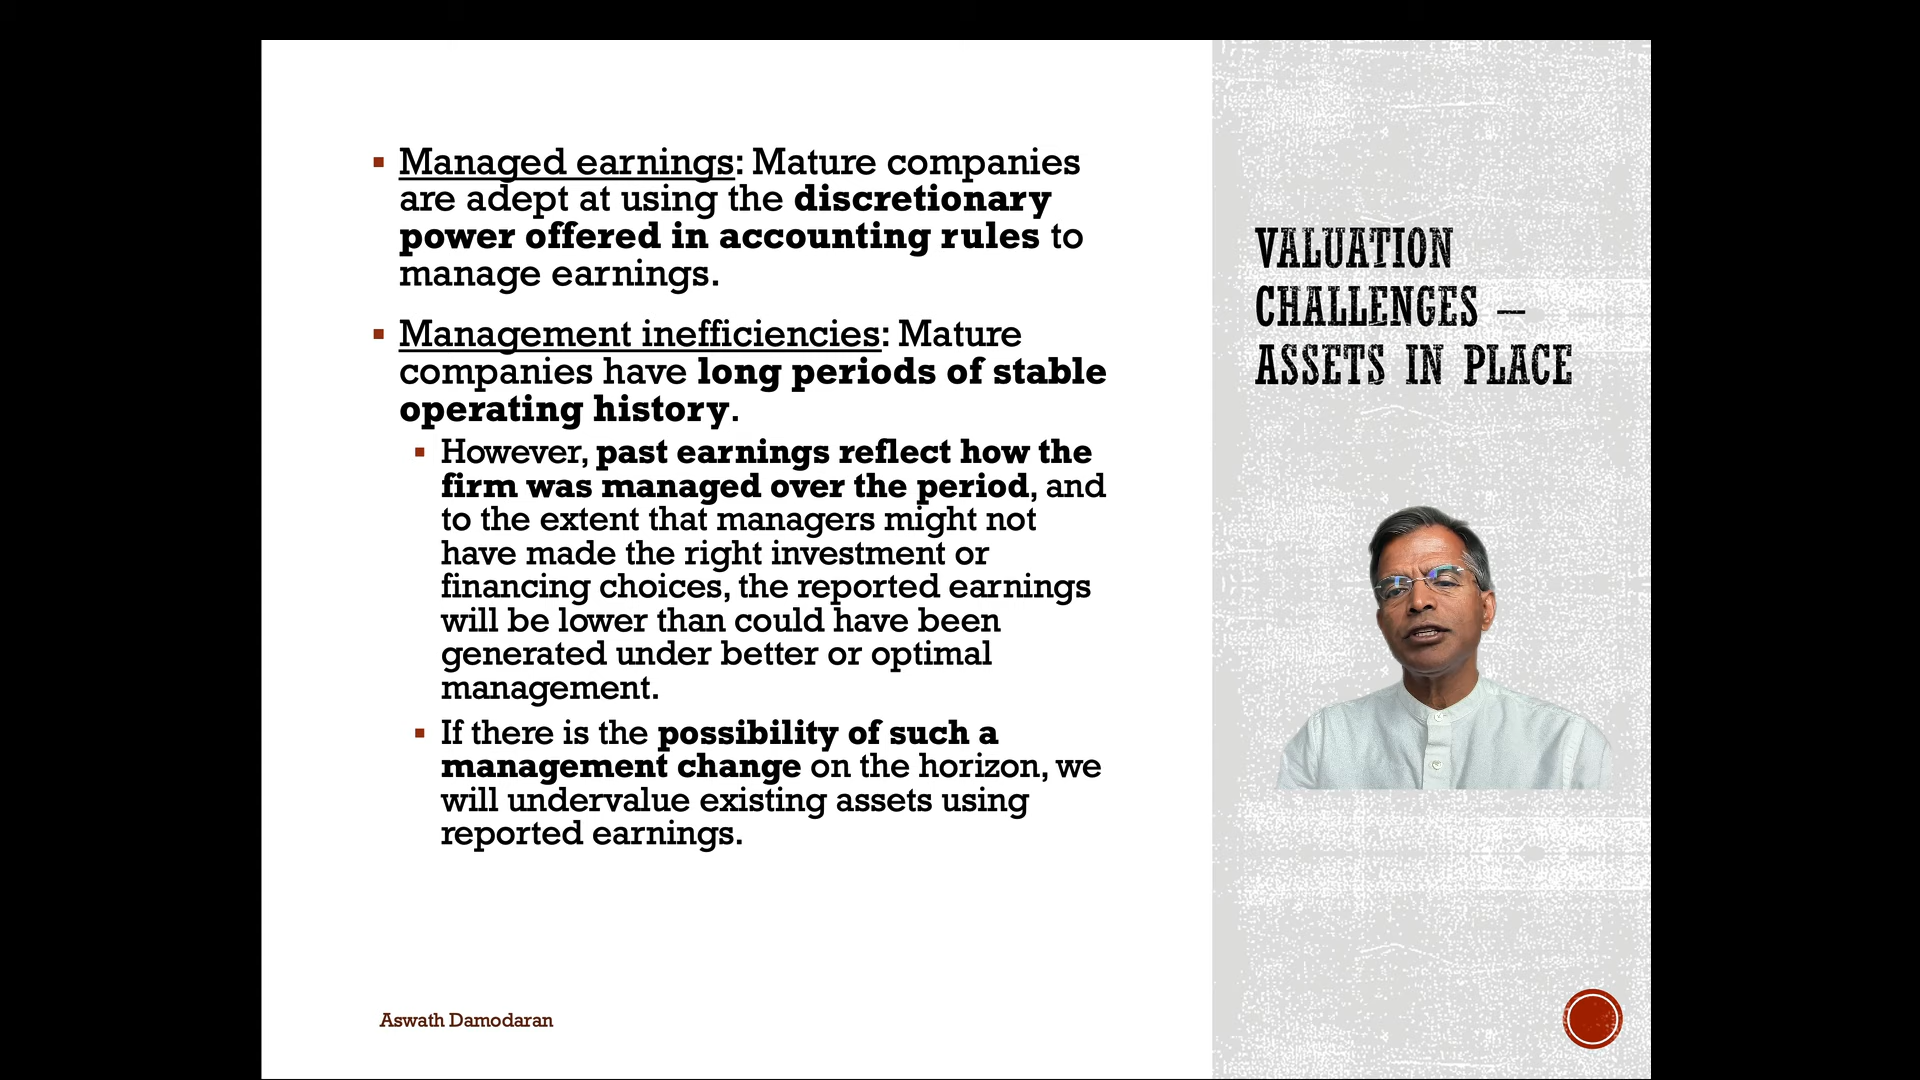 Managed earnings: Mature companies
are adept at using the discretionary
power offered in accounting rules to
manage earnings.
Management inefficiencies: Mature
companies have long periods of stable
operating history.
However, past earnings reflect how the
firm was managed over the period, and
to the extent that managers might not
have made the right investment or
financing choices, the reported earnings
will be lower than could have been
generated under better or optimal
management.
If there is the possibility of such a
management change on the horizon, we
will undervalue existing assets using
reported earnings.
VALUATION
CHALLENGES –
ASSETS IN PLACE
Aswath Damodaran